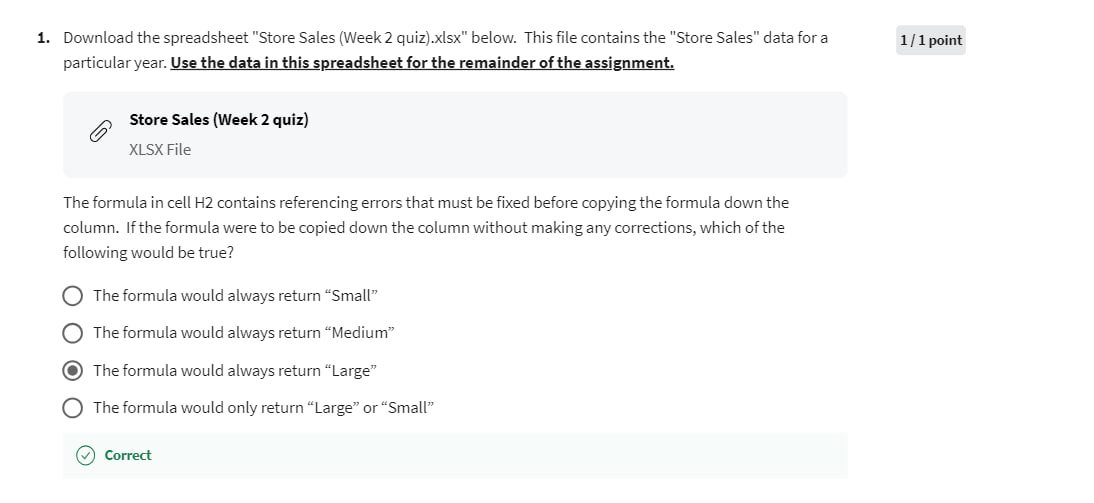 1. Download the spreadsheet "Store Sales (Week 2 quiz).xlsx" below. This file contains the "Store Sales" data for a
1 / 1 point
particular year. Use the data in this spreadsheet for the remainder of the assignment.
Store Sales (Week 2 quiz)
XLSX File
The formula in cell H2 contains referencing errors that must be fixed before copying the formula down the
column. If the formula were to be copied down the column without making any corrections, which of the
following would be true?
The formula would always return “Small”
The formula would always return “Medium”
The formula would always return “Large”
The formula would only return “Large” or “Small”
Correct